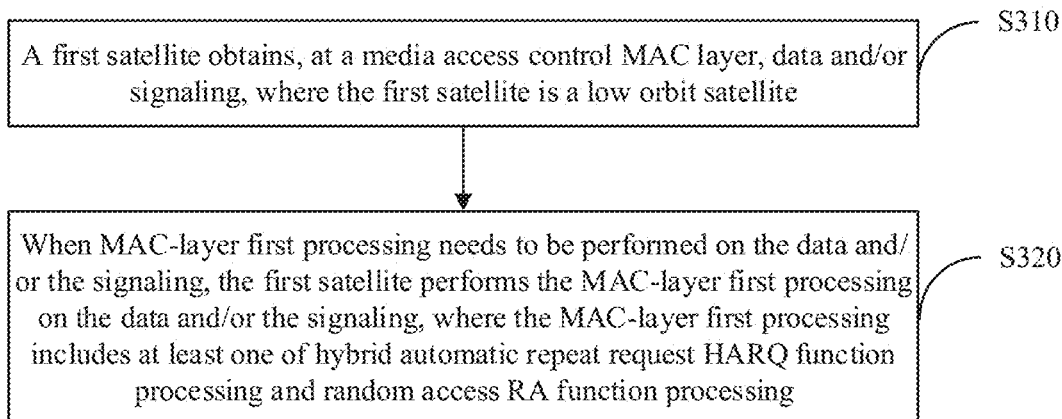 A first satellite obtains, at a media access control MAC layer, data and/or
signaling, where the first satellite is a low orbit satellite
S310
When MAC-layer first processing needs to be performed on the data and/
or the signaling, the first satellite performs the MAC-layer first processing
on the data and/or the signaling, where the MAC-layer first processing
includes at least one of hybrid automatic repeat request HARQ function
processing and random access RA function processing
S320